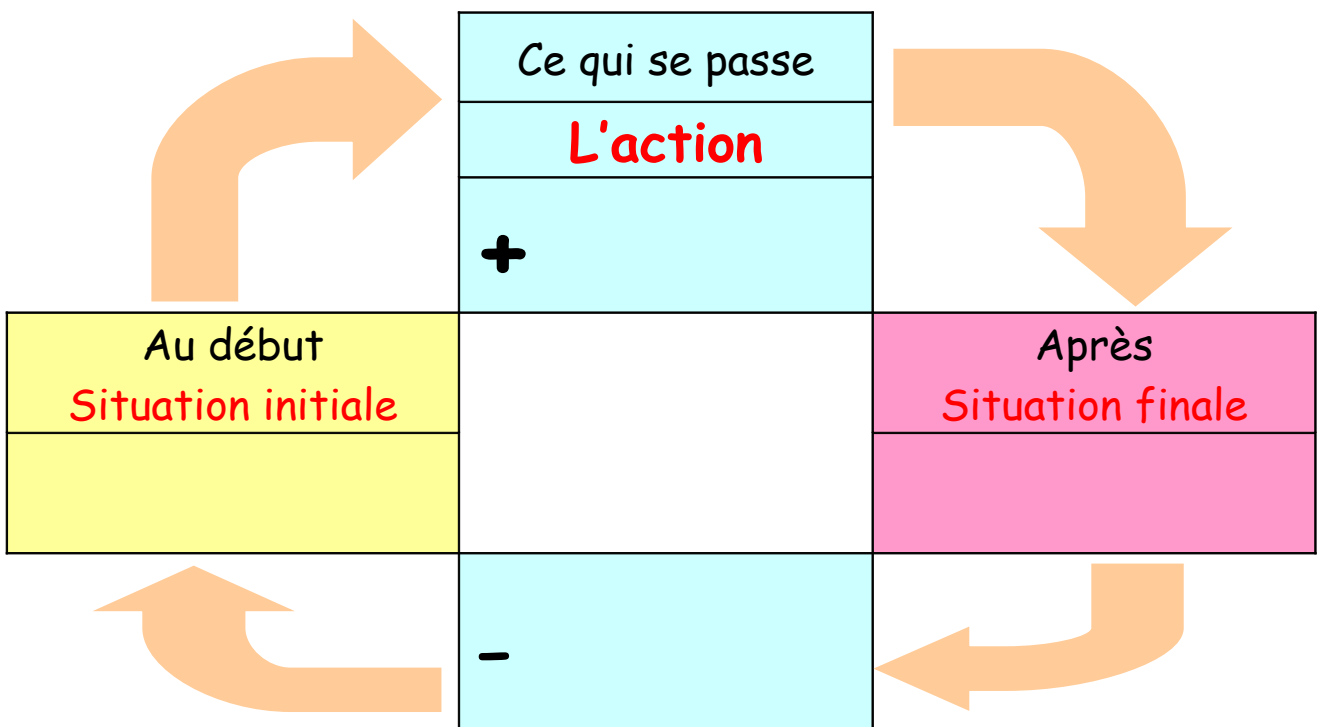 Ce qui se passe
L'action
+
Au début
Situation initiale
Après
Situation finale
-